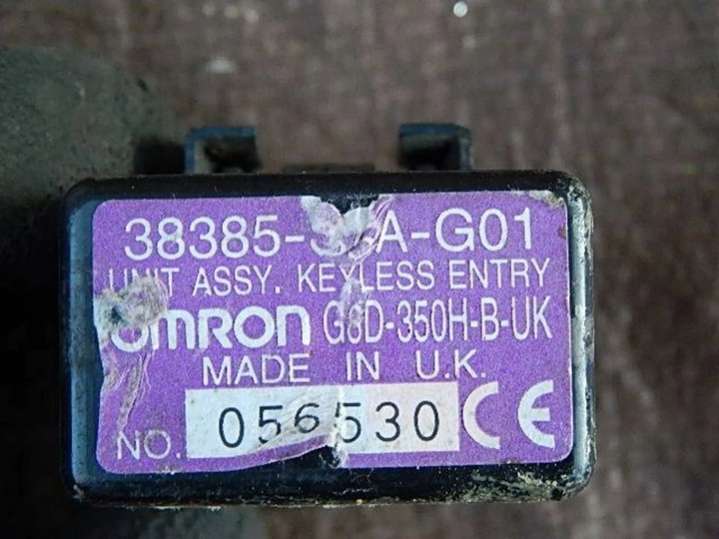 38385- A-G01
UNIT ASSY. KEYLESS ENTRY
OMRON G8D-350H-B-UK
MADE IN U.K.
NO. 056530 CE